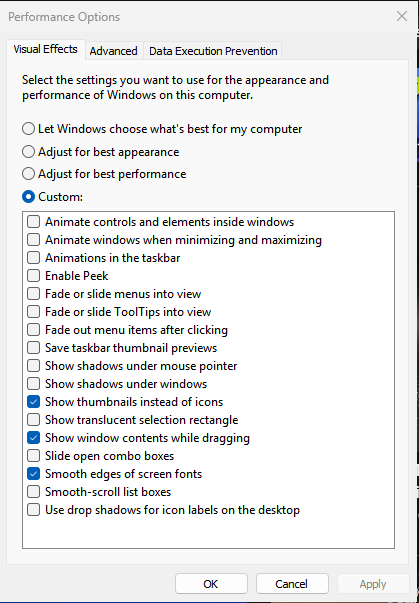 Performance Options
Visual Effects Advanced Data Execution Prevention
Select the settings you want to use for the appearance and
performance of Windows on this computer.
Let Windows choose what's best for my computer
Adjust for best appearance
Adjust for best performance
Custom:
Animate controls and elements inside windows
Animate windows when minimizing and maximizing
Animations in the taskbar
Enable Peek
Fade or slide menus into view
Fade or slide ToolTips into view
Fade out menu items after clicking
Save taskbar thumbnail previews
Show shadows under mouse pointer
Show shadows under windows
Show thumbnails instead of icons
Show translucent selection rectangle
Show window contents while dragging
Slide open combo boxes
Smooth edges of screen fonts
Smooth-scroll list boxes
Use drop shadows for icon labels on the desktop
OK Cancel Apply